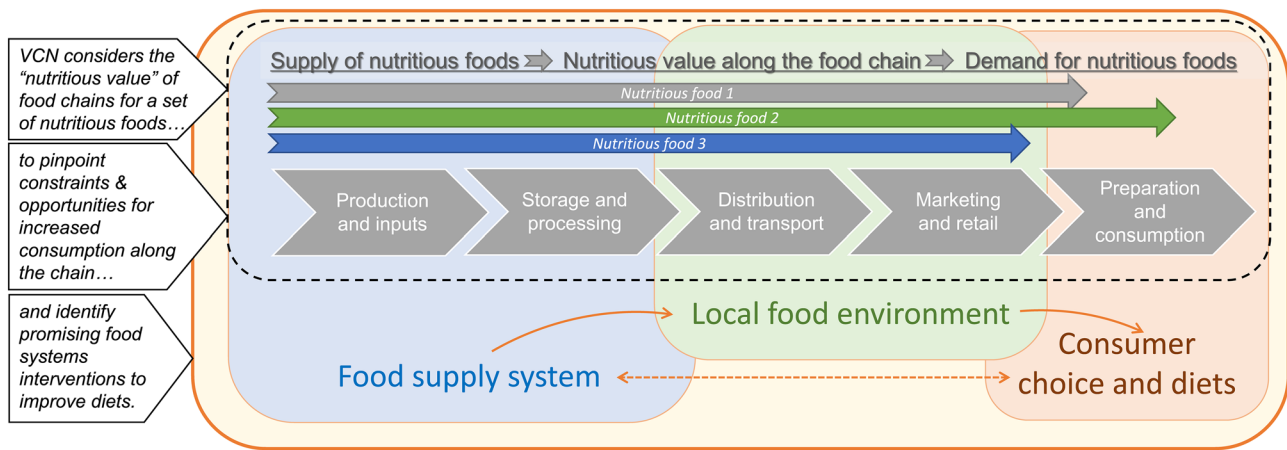 VCN considers the
“nutritious value” of
food chains for a set
of nutritious foods…
to pinpoint
constraints &
opportunities for
increased
consumption along
the chain…
and identify
promising food
systems
interventions to
improve diets.
Supply of nutritious foods Nutritious value along the food chain Demand for nutritious foods
Nutritious food 1
Nutritious food 2
Nutritious food 3
Production
and inputs
Storage and
processing
Distribution
and transport
Marketing
and retail
Preparation
and
consumption
Local food environment
Food supply system
Consumer
choice and diets